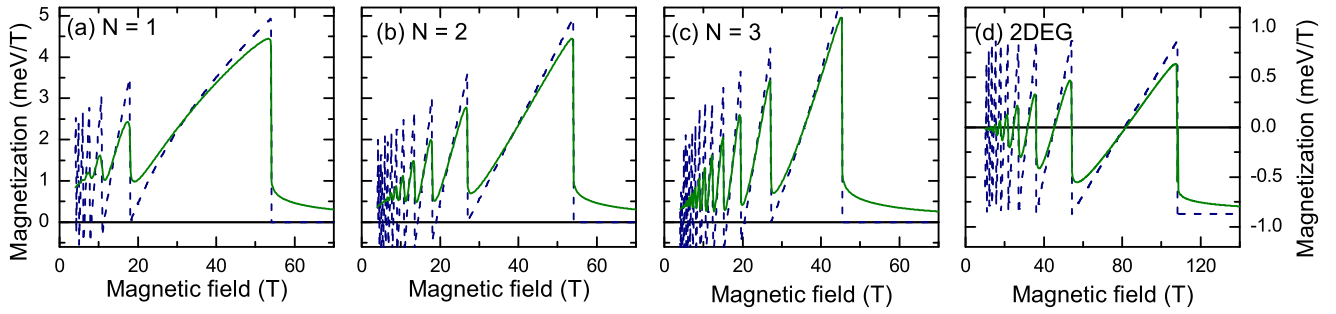 (a) N = 1
(b) N = 2
(c) N = 3
(d) 2DEG
Magnetization (meV/T)
5
4
3
2
1
0
1.0
0.5
0.0
-0.5
-1.0
Magnetization (meV/T)
0 20 40 60
0 20 40 60
0 20 40 60
0 40 80 120
Magnetic field (T)
Magnetic field (T)
Magnetic field (T)
Magnetic field (T)